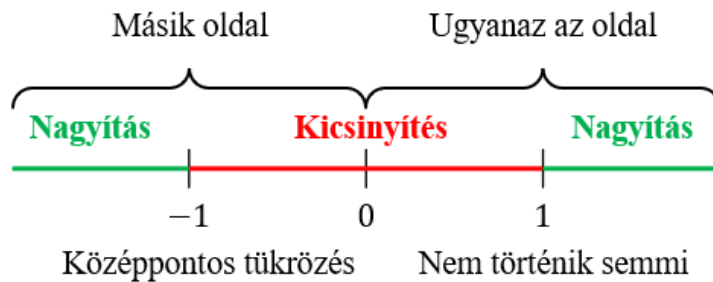 Másik oldal Ugyanaz az oldal
Nagyítás Kicsinyítés Nagyítás
−1 0 1
Középpontos tükrözés Nem történik semmi